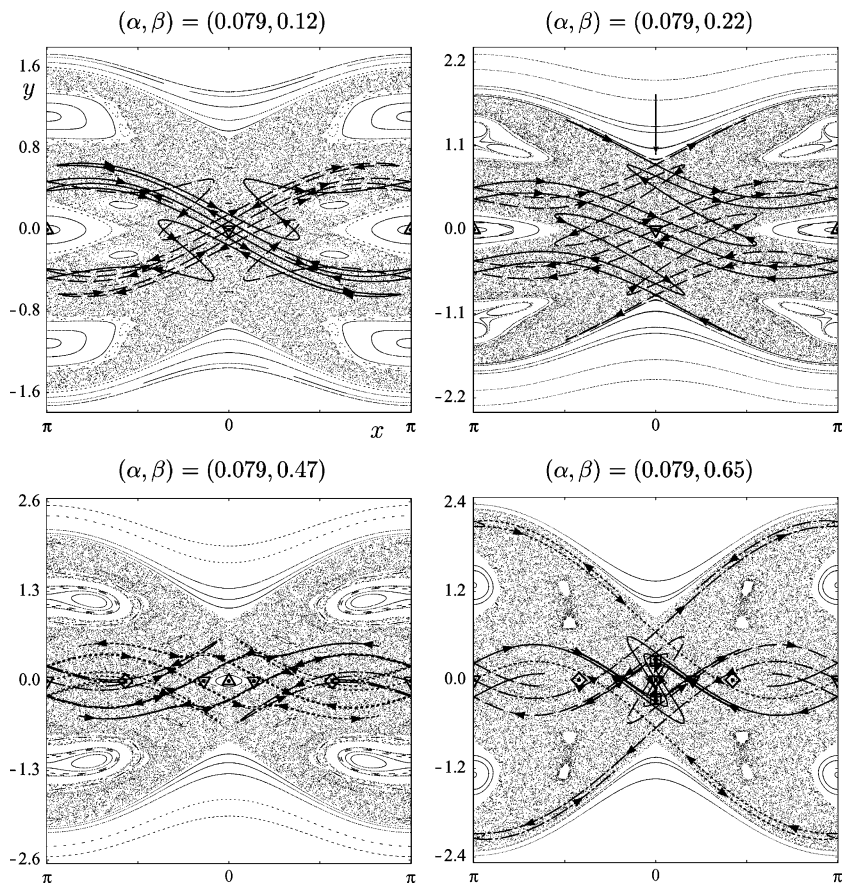 (α, β) = (0.079, 0.12)
1.6
y
0.8
0.0
−0.8
−1.6
π
0
x
π
(α, β) = (0.079, 0.22)
2.2
1.1
0.0
−1.1
−2.2
π
0
π
(α, β) = (0.079, 0.47)
2.6
1.3
0.0
−1.3
−2.6
π
0
π
(α, β) = (0.079, 0.65)
2.4
1.2
0.0
−1.2
−2.4
π
0
π